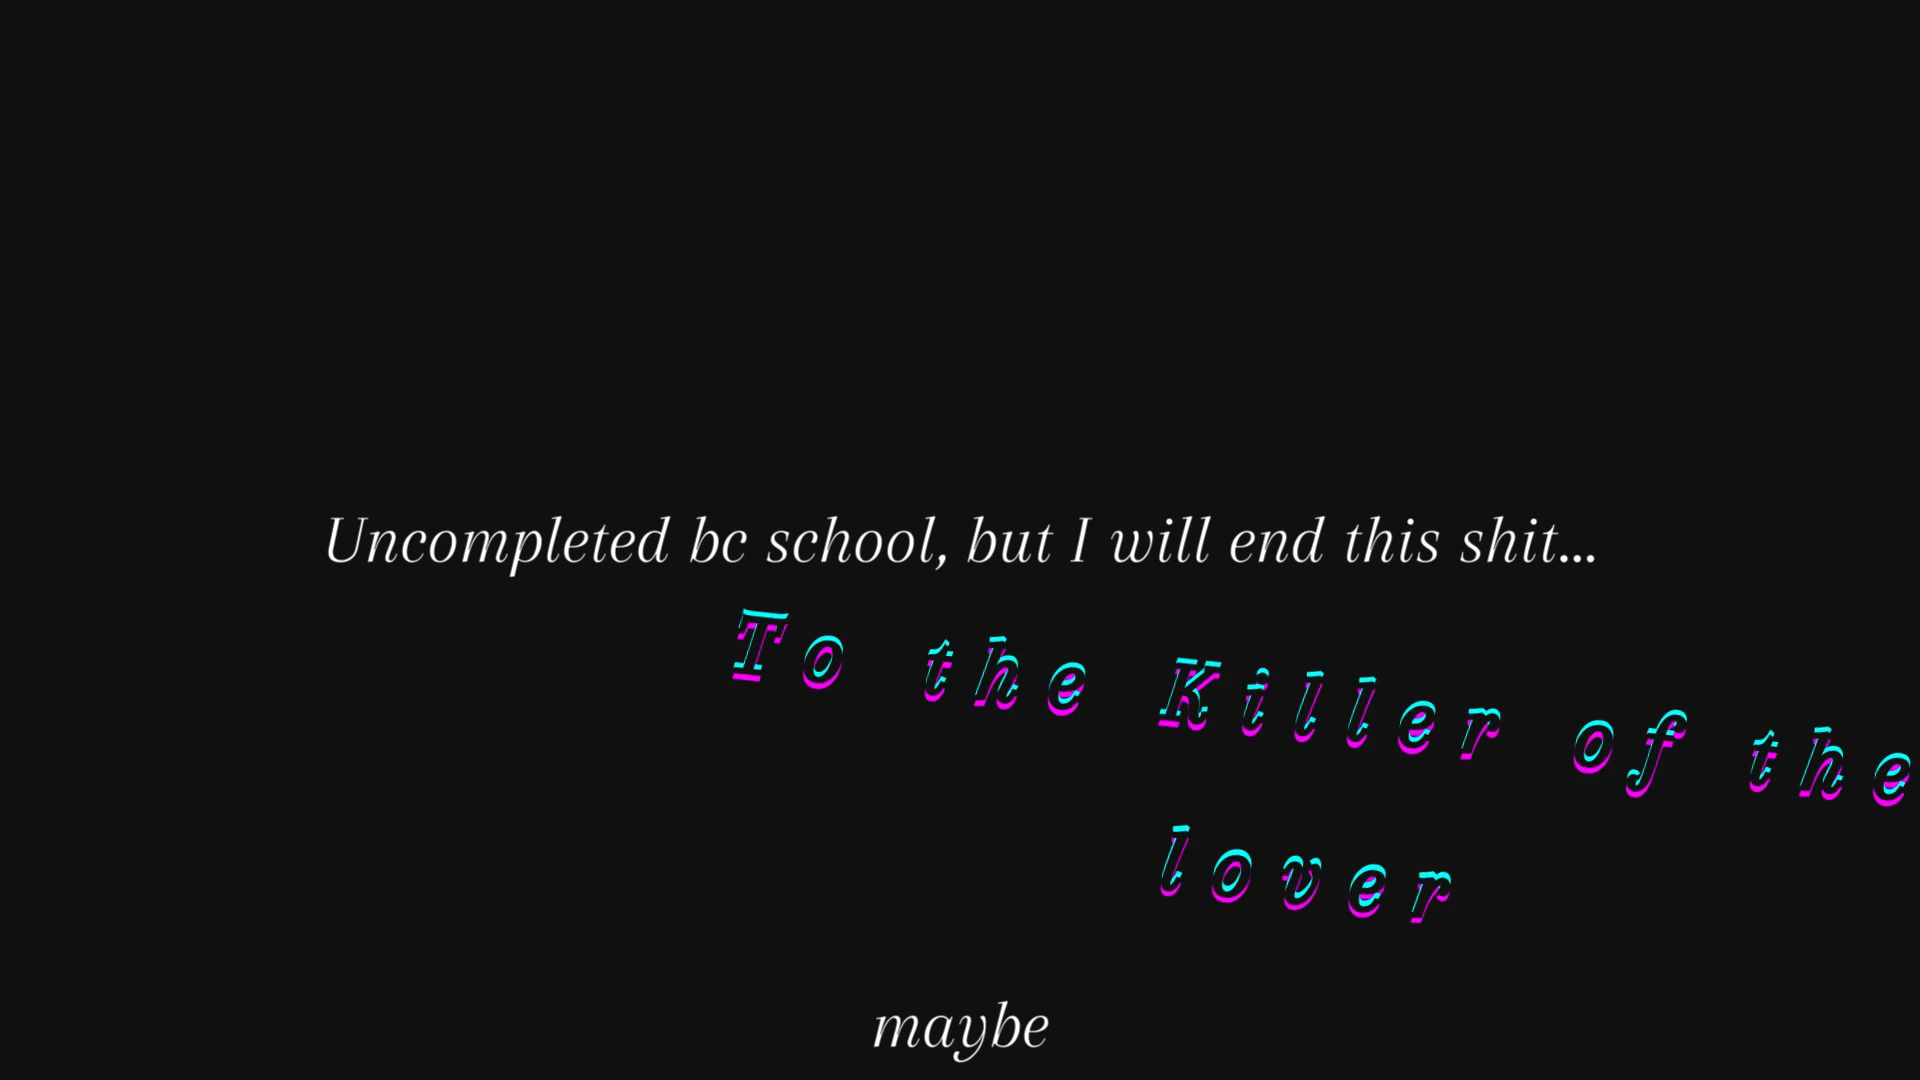 Uncompleted bc school, but I will end this shit...
To the Killer of the
lover
maybe